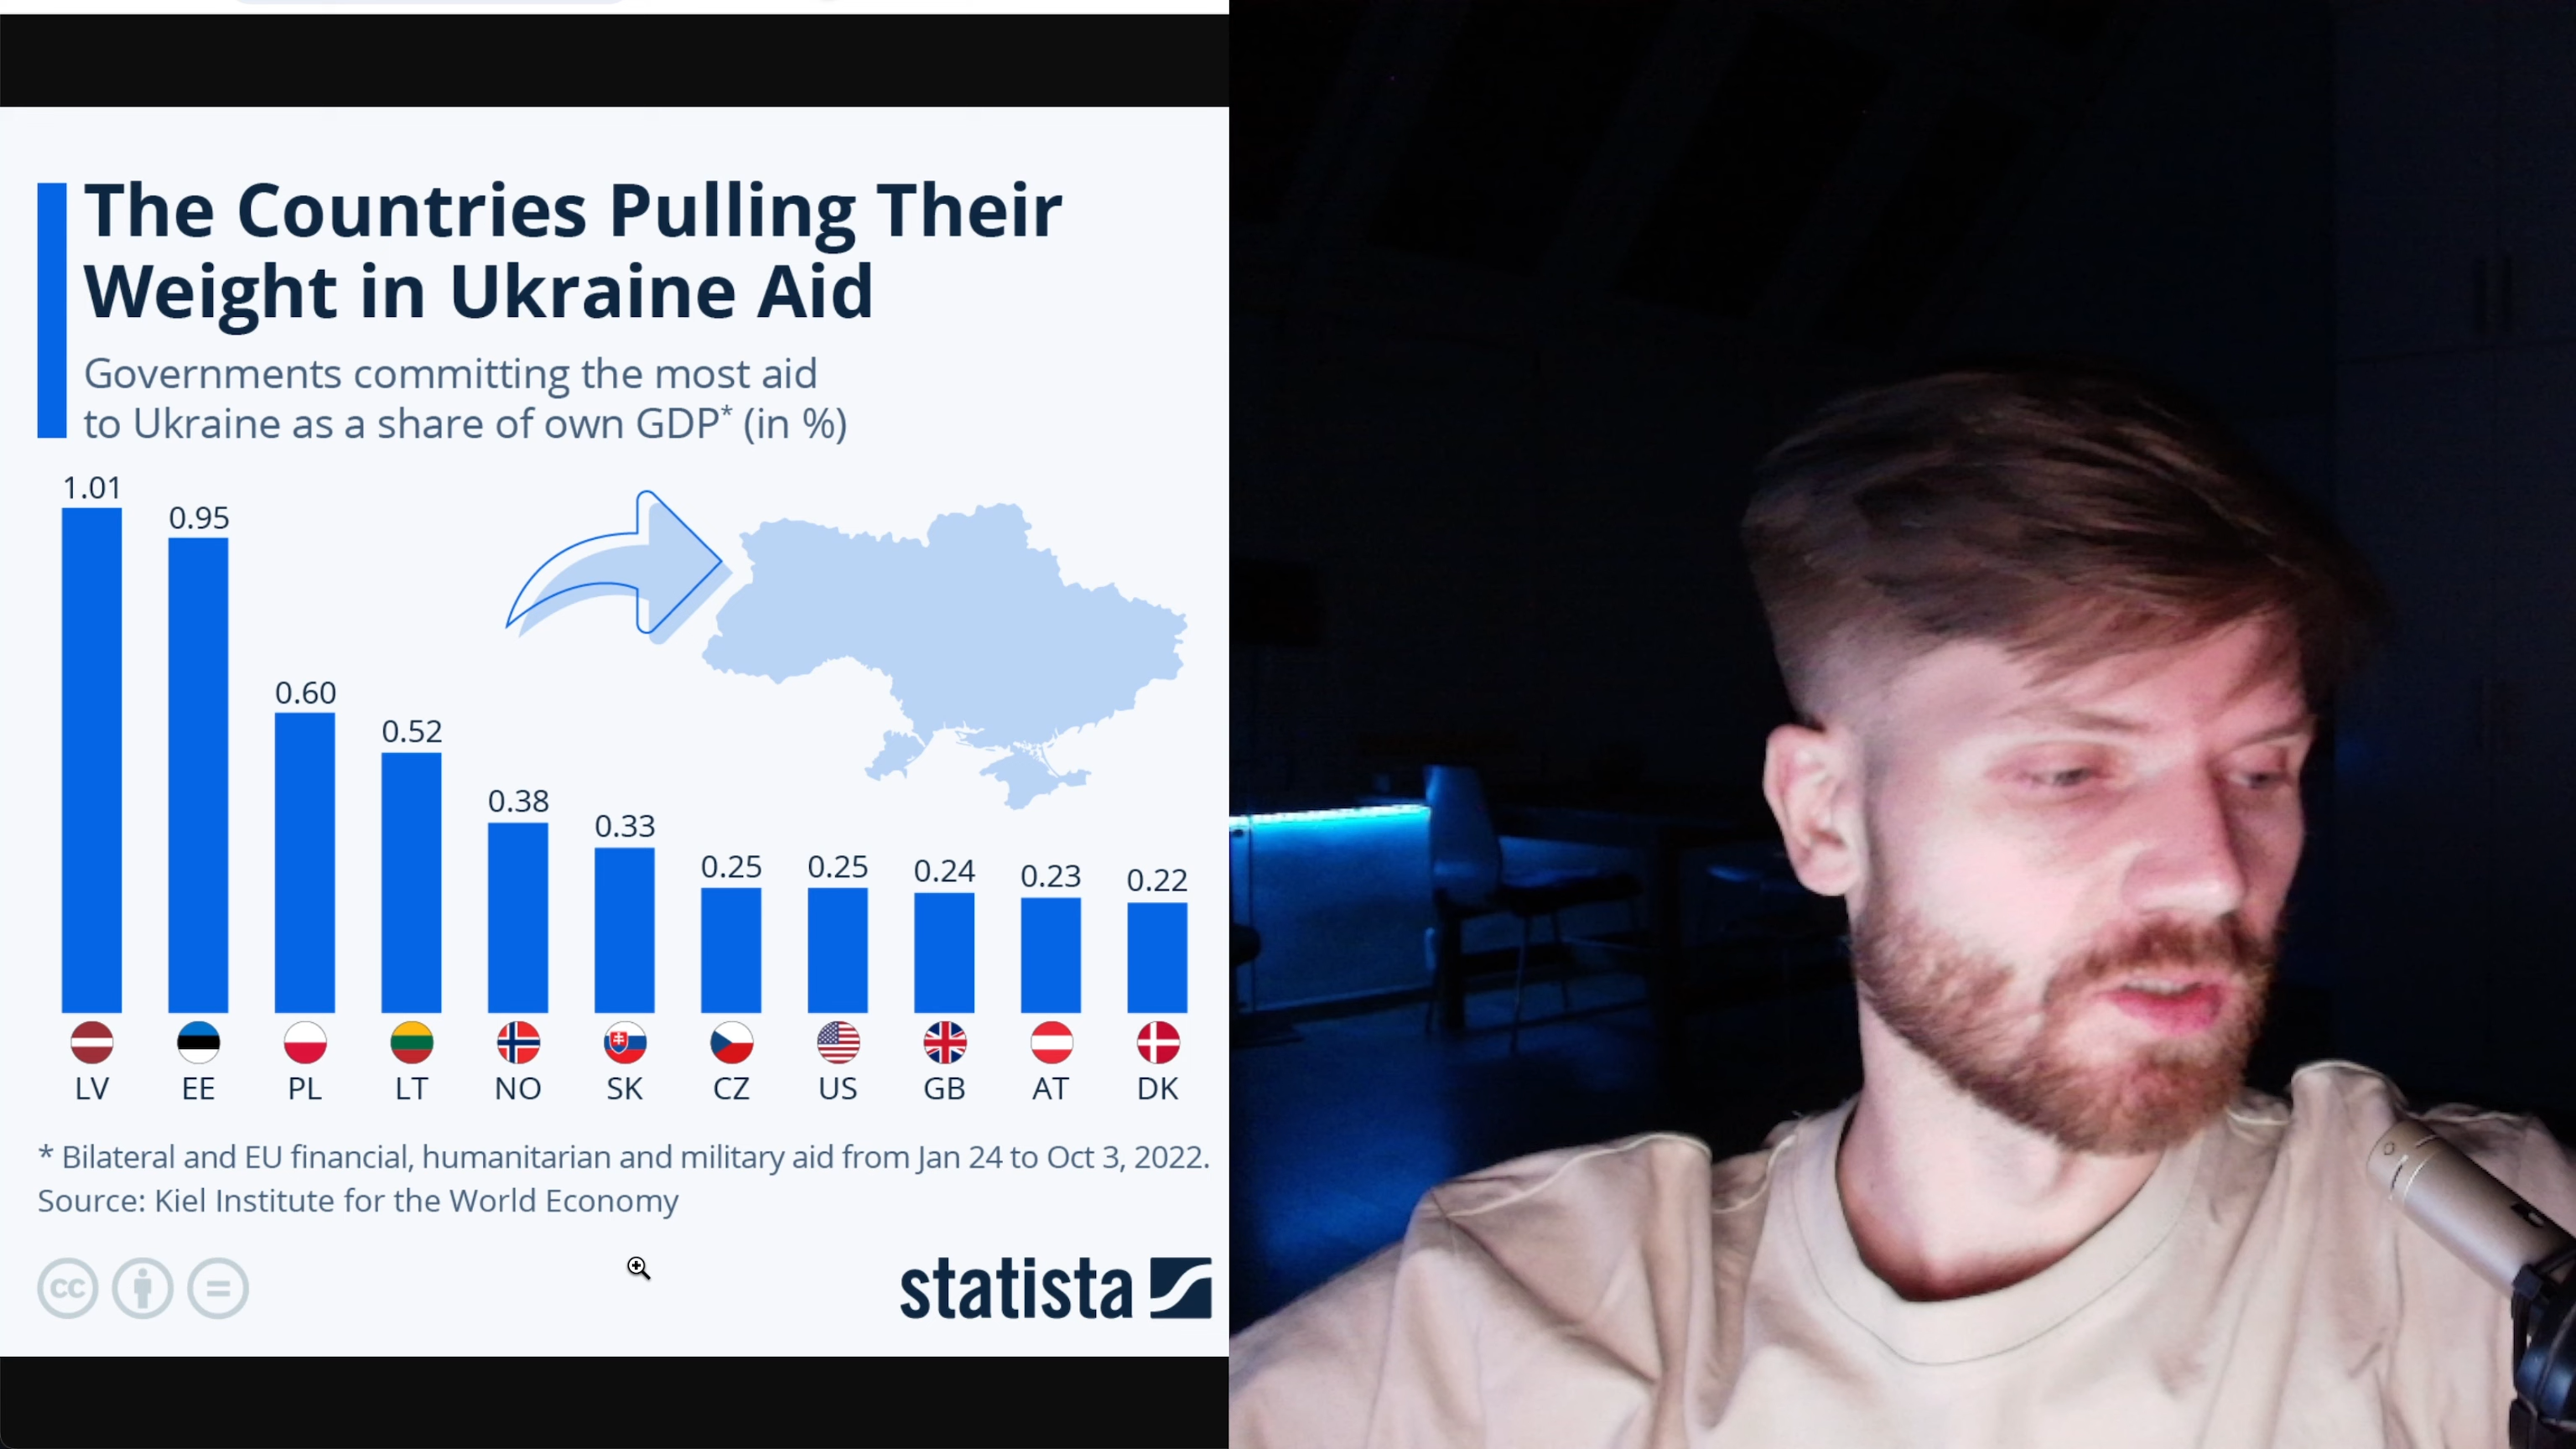 The Countries Pulling Their
Weight in Ukraine Aid
Governments committing the most aid
to Ukraine as a share of own GDP* (in %)
1.01
0.95
0.60
0.52
0.38
0.33
0.25
0.25
0.24
0.23
0.22
LV EE PL LT NO SK CZ US GB AT DK
* Bilateral and EU financial, humanitarian and military aid from Jan 24 to Oct 3, 2022.
Source: Kiel Institute for the World Economy
cc
statista